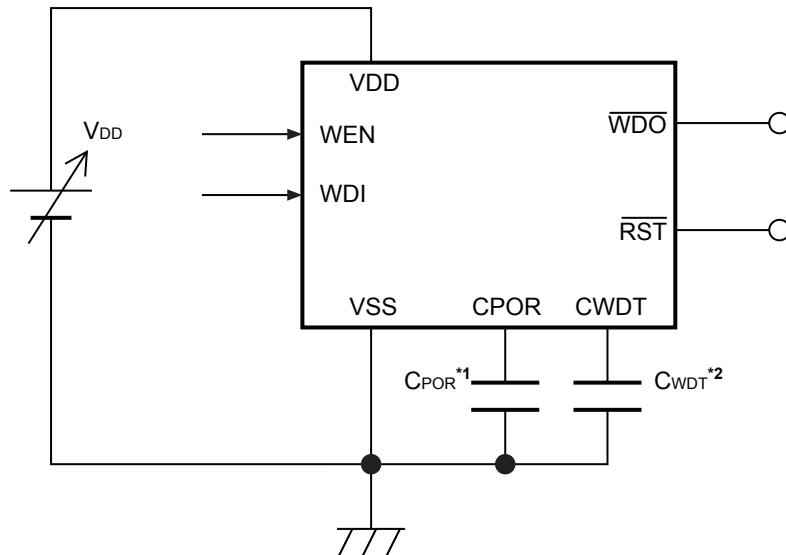 VDD
WDO
VDD
WEN
WDI
RST
VSS
CPOR
CWDT
CPOR*1
CWDT*2